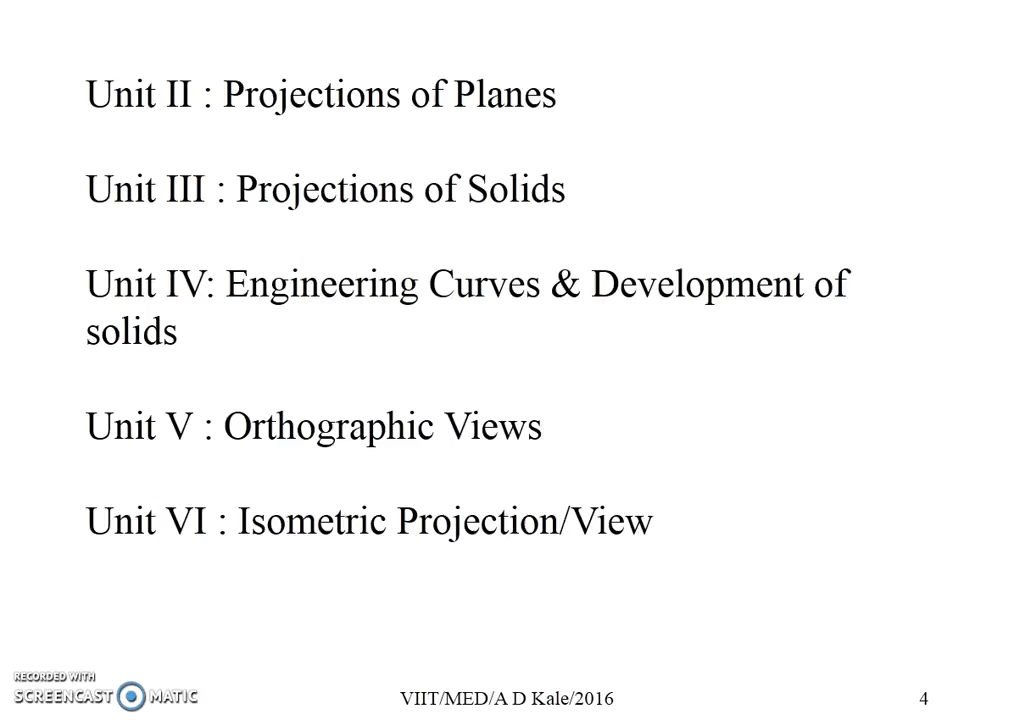 Unit II : Projections of Planes
Unit III : Projections of Solids
Unit IV: Engineering Curves & Development of
solids
Unit V : Orthographic Views
Unit VI : Isometric Projection/View
RECORDED WITH
SCREENCAST MATIC
VIIT/MED/A D Kale/2016
4